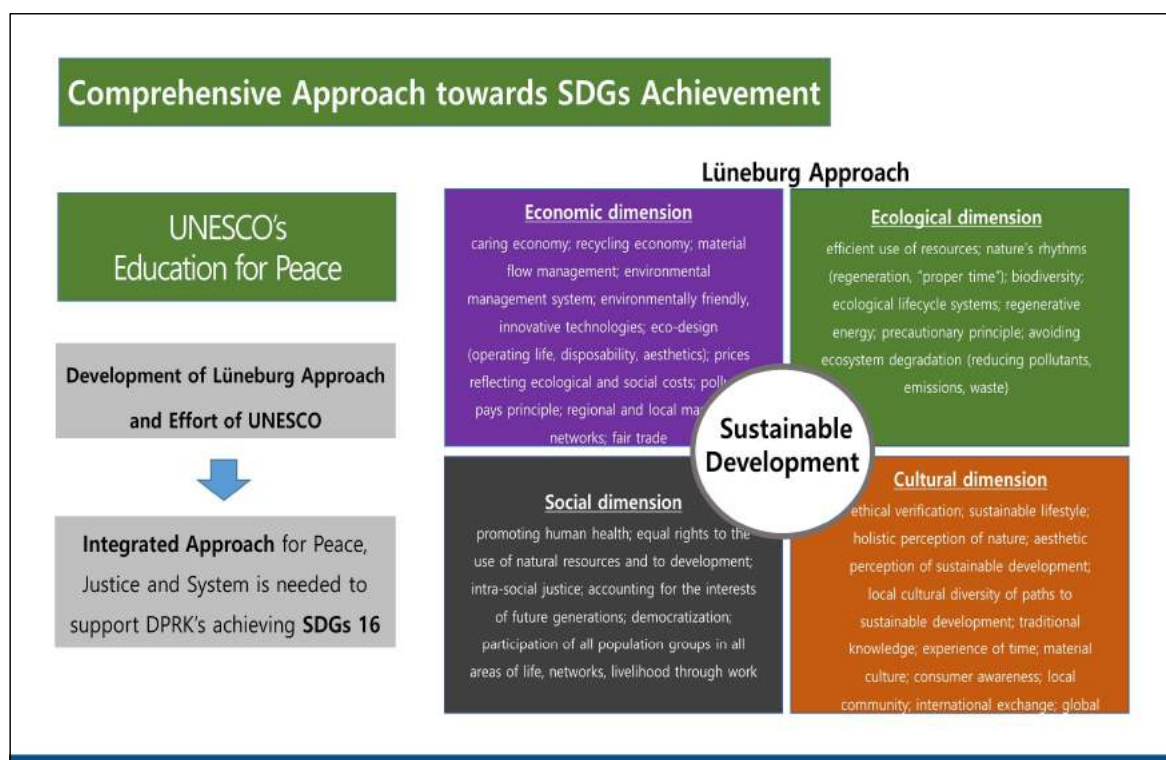 Comprehensive Approach towards SDGs Achievement
UNESCO's
Education for Peace
Development of Lüneburg Approach
and Effort of UNESCO
Integrated Approach for Peace,
Justice and System is needed to
support DPRK's achieving SDGs 16
Lüneburg Approach
Economic dimension
caring economy; recycling economy; material
flow management; environmental
management system; environmentally friendly,
innovative technologies; eco-design
(operating life, disposability, aesthetics); prices
reflecting ecological and social costs;
pays principle; regional and local
networks; fair trade
Ecological dimension
efficient use of resources; nature's rhythms
(regeneration, "proper time"); biodiversity;
ecological lifecycle systems; regenerative
energy; precautionary principle; avoiding
ecosystem degradation (reducing pollutants,
emissions, waste)
Sustainable
Development
Social dimension
promoting human health; equal rights to the
use of natural resources and to development;
intra-social justice; accounting for the interests
of future generations; democratization;
participation of all population groups in all
areas of life, networks, livelihood through work
Cultural dimension
ethical verification; sustainable lifestyle;
holistic perception of nature; aesthetic
perception of sustainable development;
local cultural diversity of paths to
sustainable development; traditional
knowledge; experience of time; material
culture; consumer awareness; local
community; international exchange; global